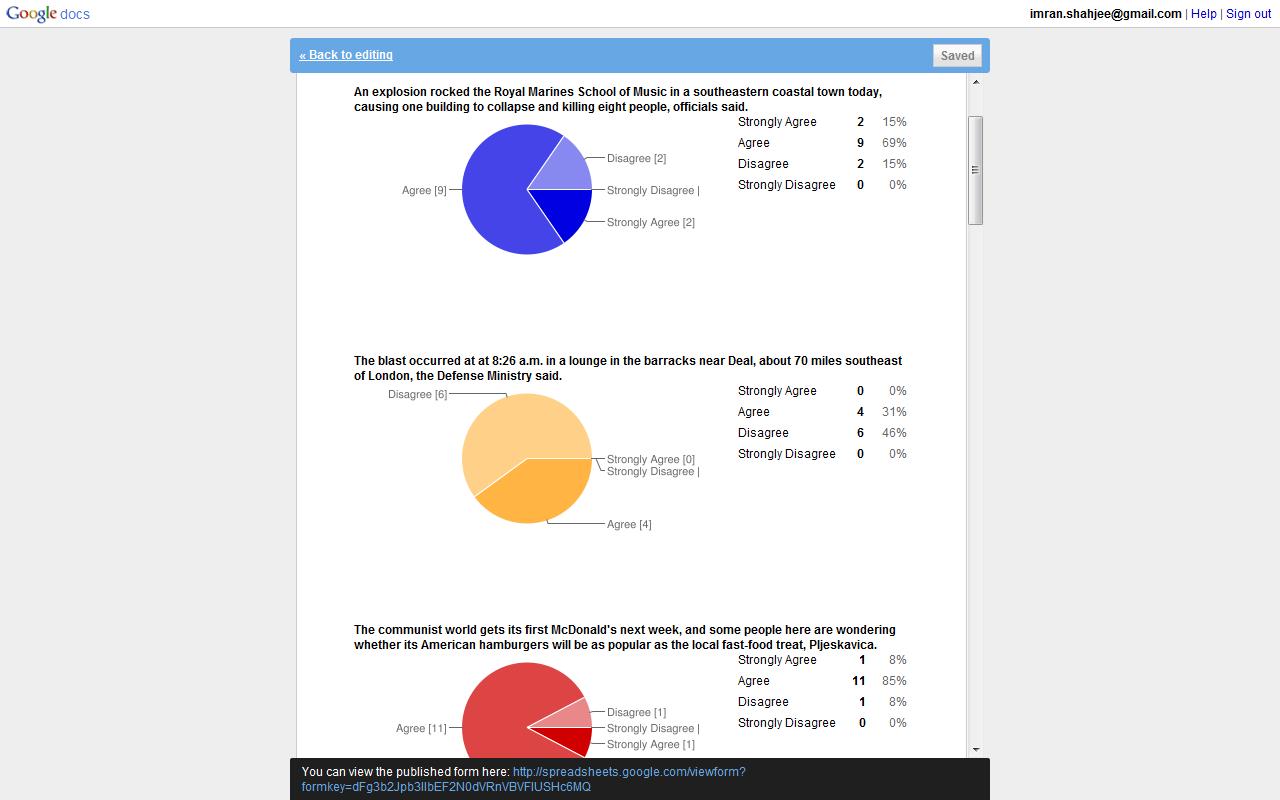 Google docs
imran.shahjee@gmail.com | Help | Sign out
« Back to editing
Saved
An explosion rocked the Royal Marines School of Music in a southeastern coastal town today,
causing one building to collapse and killing eight people, officials said.
Strongly Agree 2 15%
Agree 9 69%
Disagree 2 15%
Strongly Disagree 0 0%
Disagree [2]
Agree [9]
Strongly Disagree |
Strongly Agree [2]
The blast occurred at at 8:26 a.m. in a lounge in the barracks near Deal, about 70 miles southeast
of London, the Defense Ministry said.
Strongly Agree 0 0%
Agree 4 31%
Disagree 6 46%
Strongly Disagree 0 0%
Disagree [6]
Strongly Agree [0]
Strongly Disagree |
Agree [4]
The communist world gets its first McDonald's next week, and some people here are wondering
whether its American hamburgers will be as popular as the local fast-food treat, Pljeskavica.
Strongly Agree 1 8%
Agree 11 85%
Disagree 1 8%
Strongly Disagree 0 0%
Disagree [1]
Agree [11]
Strongly Disagree |
Strongly Agree [1]
You can view the published form here: http://spreadsheets.google.com/viewform?